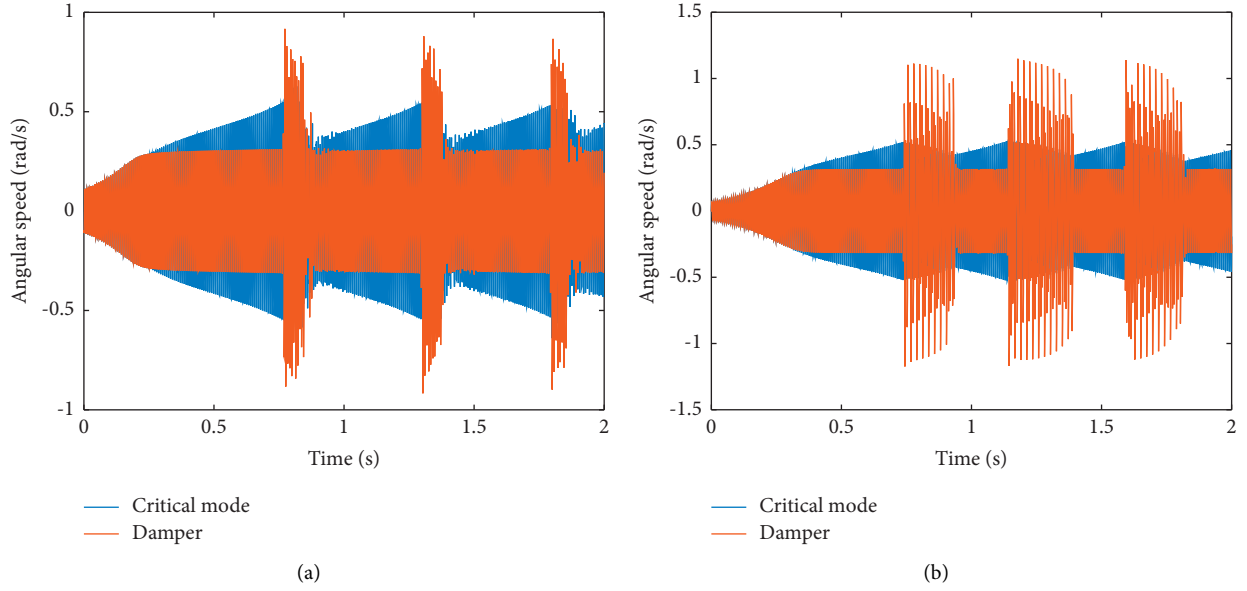 1
0.5
0
-0.5
-1
Angular speed (rad/s)
0
0.5
1
1.5
2
Time (s)
Critical mode
Damper
(a)
1.5
1
0.5
0
-0.5
-1
-1.5
Angular speed (rad/s)
0
0.5
1
1.5
2
Time (s)
Critical mode
Damper
(b)